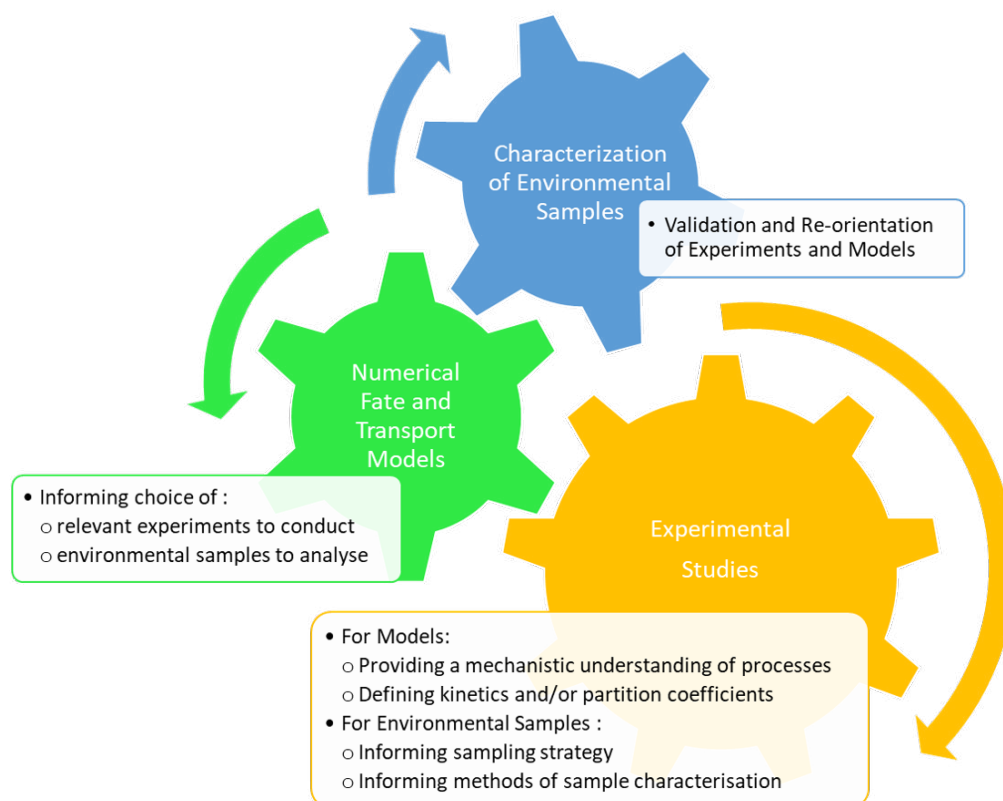 Characterization
of Environmental
Samples
• Validation and Re-orientation
of Experiments and Models
Numerical
Fate and
Transport
Models
• Informing choice of :
o relevant experiments to conduct
o environmental samples to analyse
Experimental
Studies
• For Models:
o Providing a mechanistic understanding of processes
o Defining kinetics and/or partition coefficients
• For Environmental Samples :
o Informing sampling strategy
o Informing methods of sample characterisation